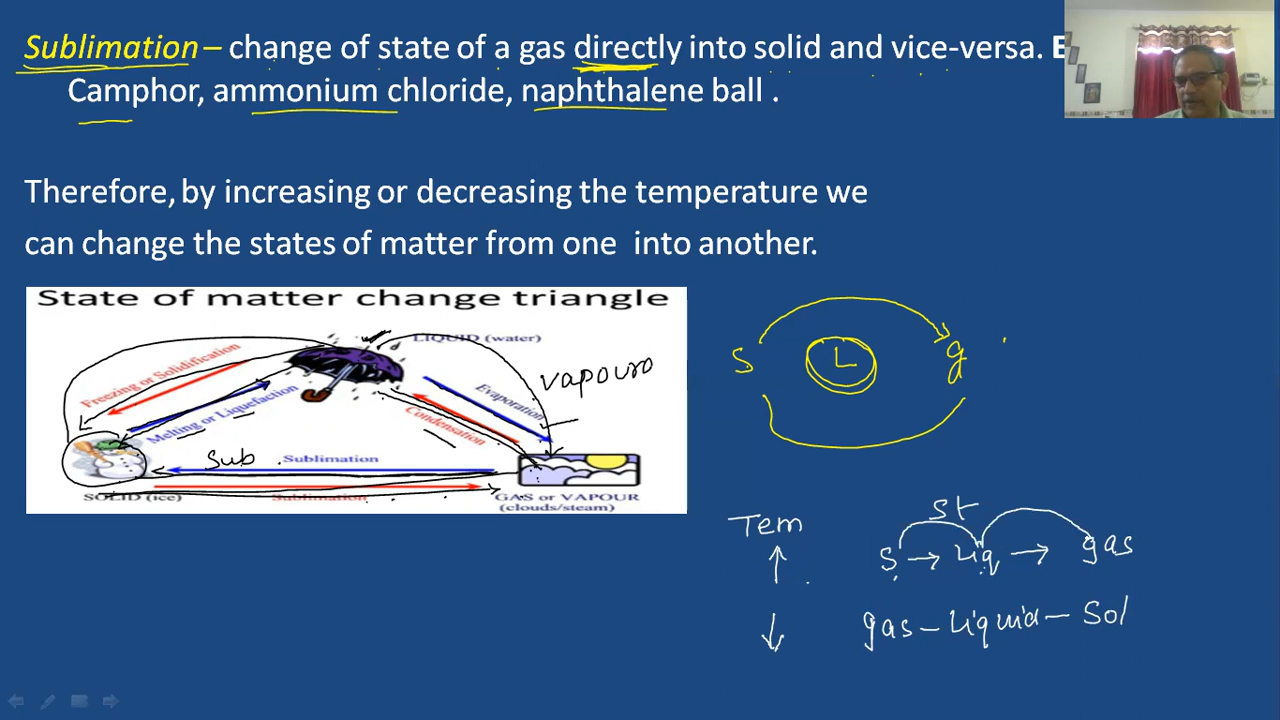 Sublimation – change of state of a gas directly into solid and vice-versa. E
Camphor, ammonium chloride, naphthalene ball .
Therefore, by increasing or decreasing the temperature we
can change the states of matter from one into another.
State of matter change triangle
LIQUID (water)
Freezing or Solidification
Melting or Liquefaction
Evaporation
vapouro
Condensation
Sub
Sublimation
Sublimation
SOLID (ice)
GAS or VAPOUR
(clouds/steam)
S L g
Tem
St
S → Liq → gas
gas – Liquid – Sol